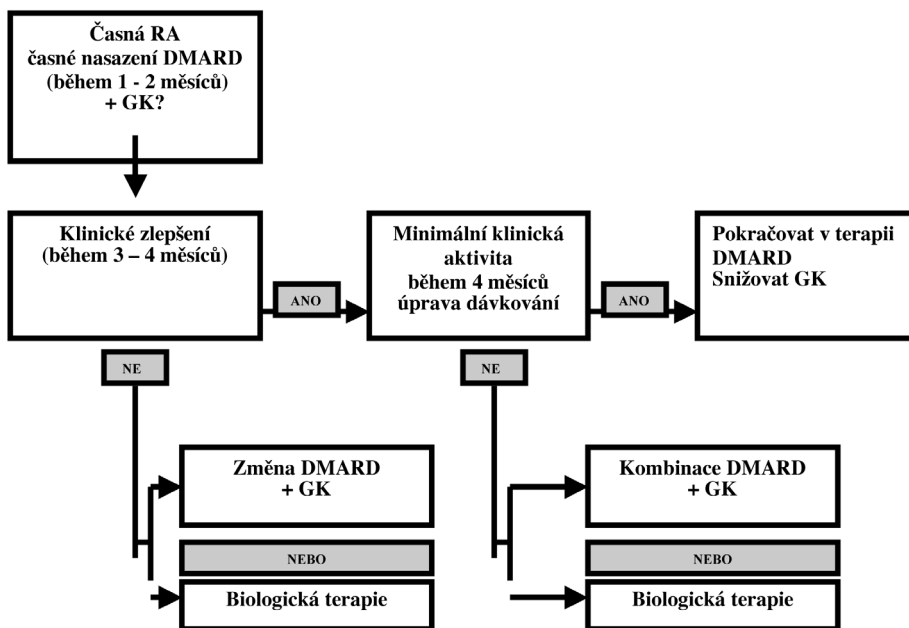 Časná RA
časné nasazení DMARD
(během 1 - 2 měsíců)
+ GK?
Klinické zlepšení
(během 3 – 4 měsíců)
ANO
Minimální klinická
aktivita
během 4 měsíců
úprava dávkování
ANO
Pokračovat v terapii
DMARD
Snižovat GK
NE
NE
Změna DMARD
+ GK
Kombinace DMARD
+ GK
NEBO
NEBO
Biologická terapie
Biologická terapie